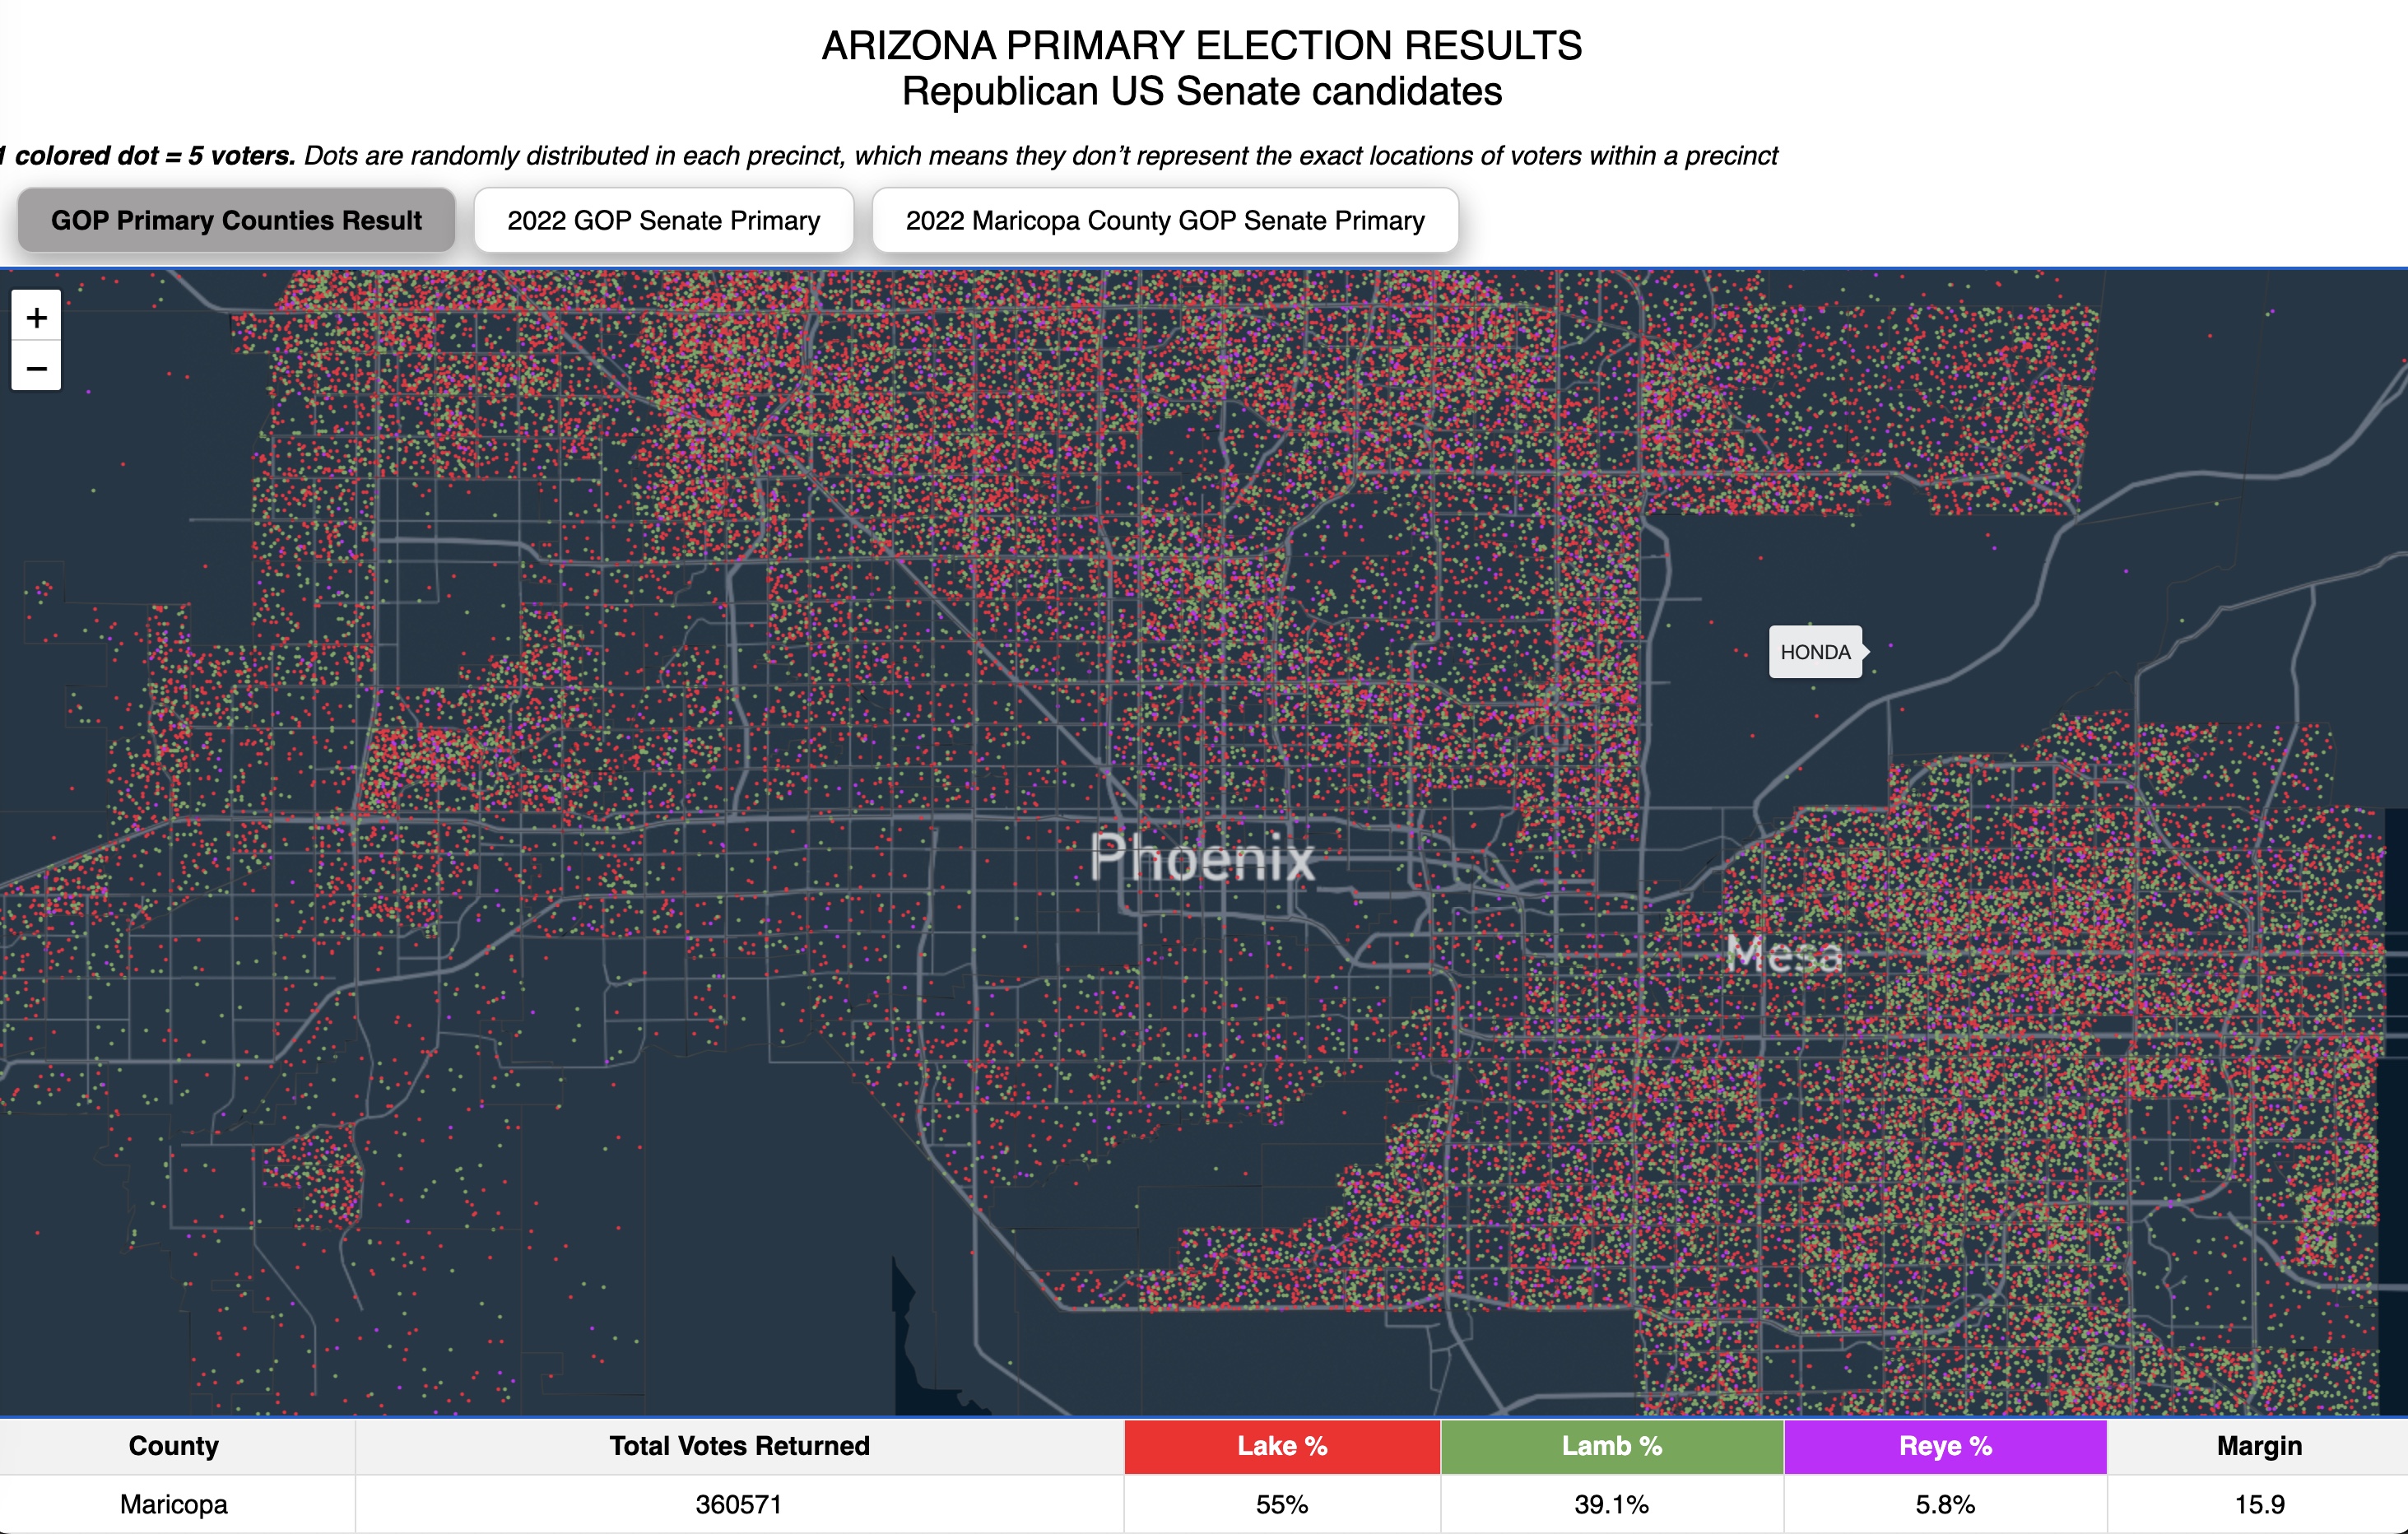 ARIZONA PRIMARY ELECTION RESULTS
Republican US Senate candidates
1 colored dot = 5 voters. Dots are randomly distributed in each precinct, which means they don’t represent the exact locations of voters within a precinct
GOP Primary Counties Result
2022 GOP Senate Primary
2022 Maricopa County GOP Senate Primary
+
−
HONDA
Phoenix
Mesa
County Total Votes Returned Lake % Lamb % Reye % Margin
Maricopa 360571 55% 39.1% 5.8% 15.9